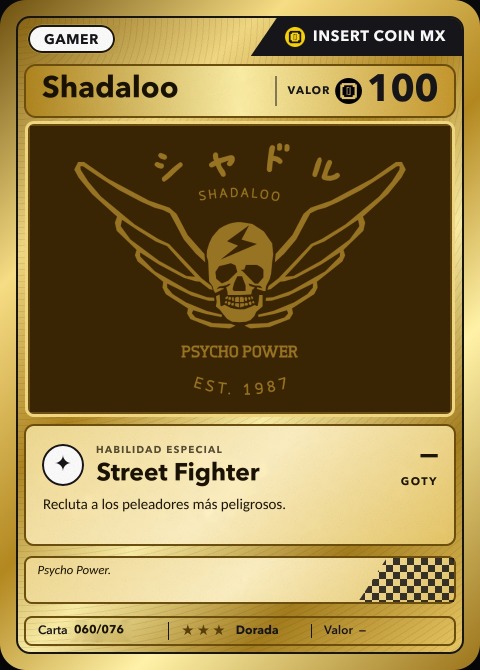 GAMER
INSERT COIN MX
Shadaloo
VALOR 100
シャドル
SHADALOO
PSYCHO POWER
EST. 1987
HABILIDAD ESPECIAL
Street Fighter
—
GOTY
Recluta a los peleadores más peligrosos.
Psycho Power.
Carta 060/076
★ ★ ★ Dorada
Valor —